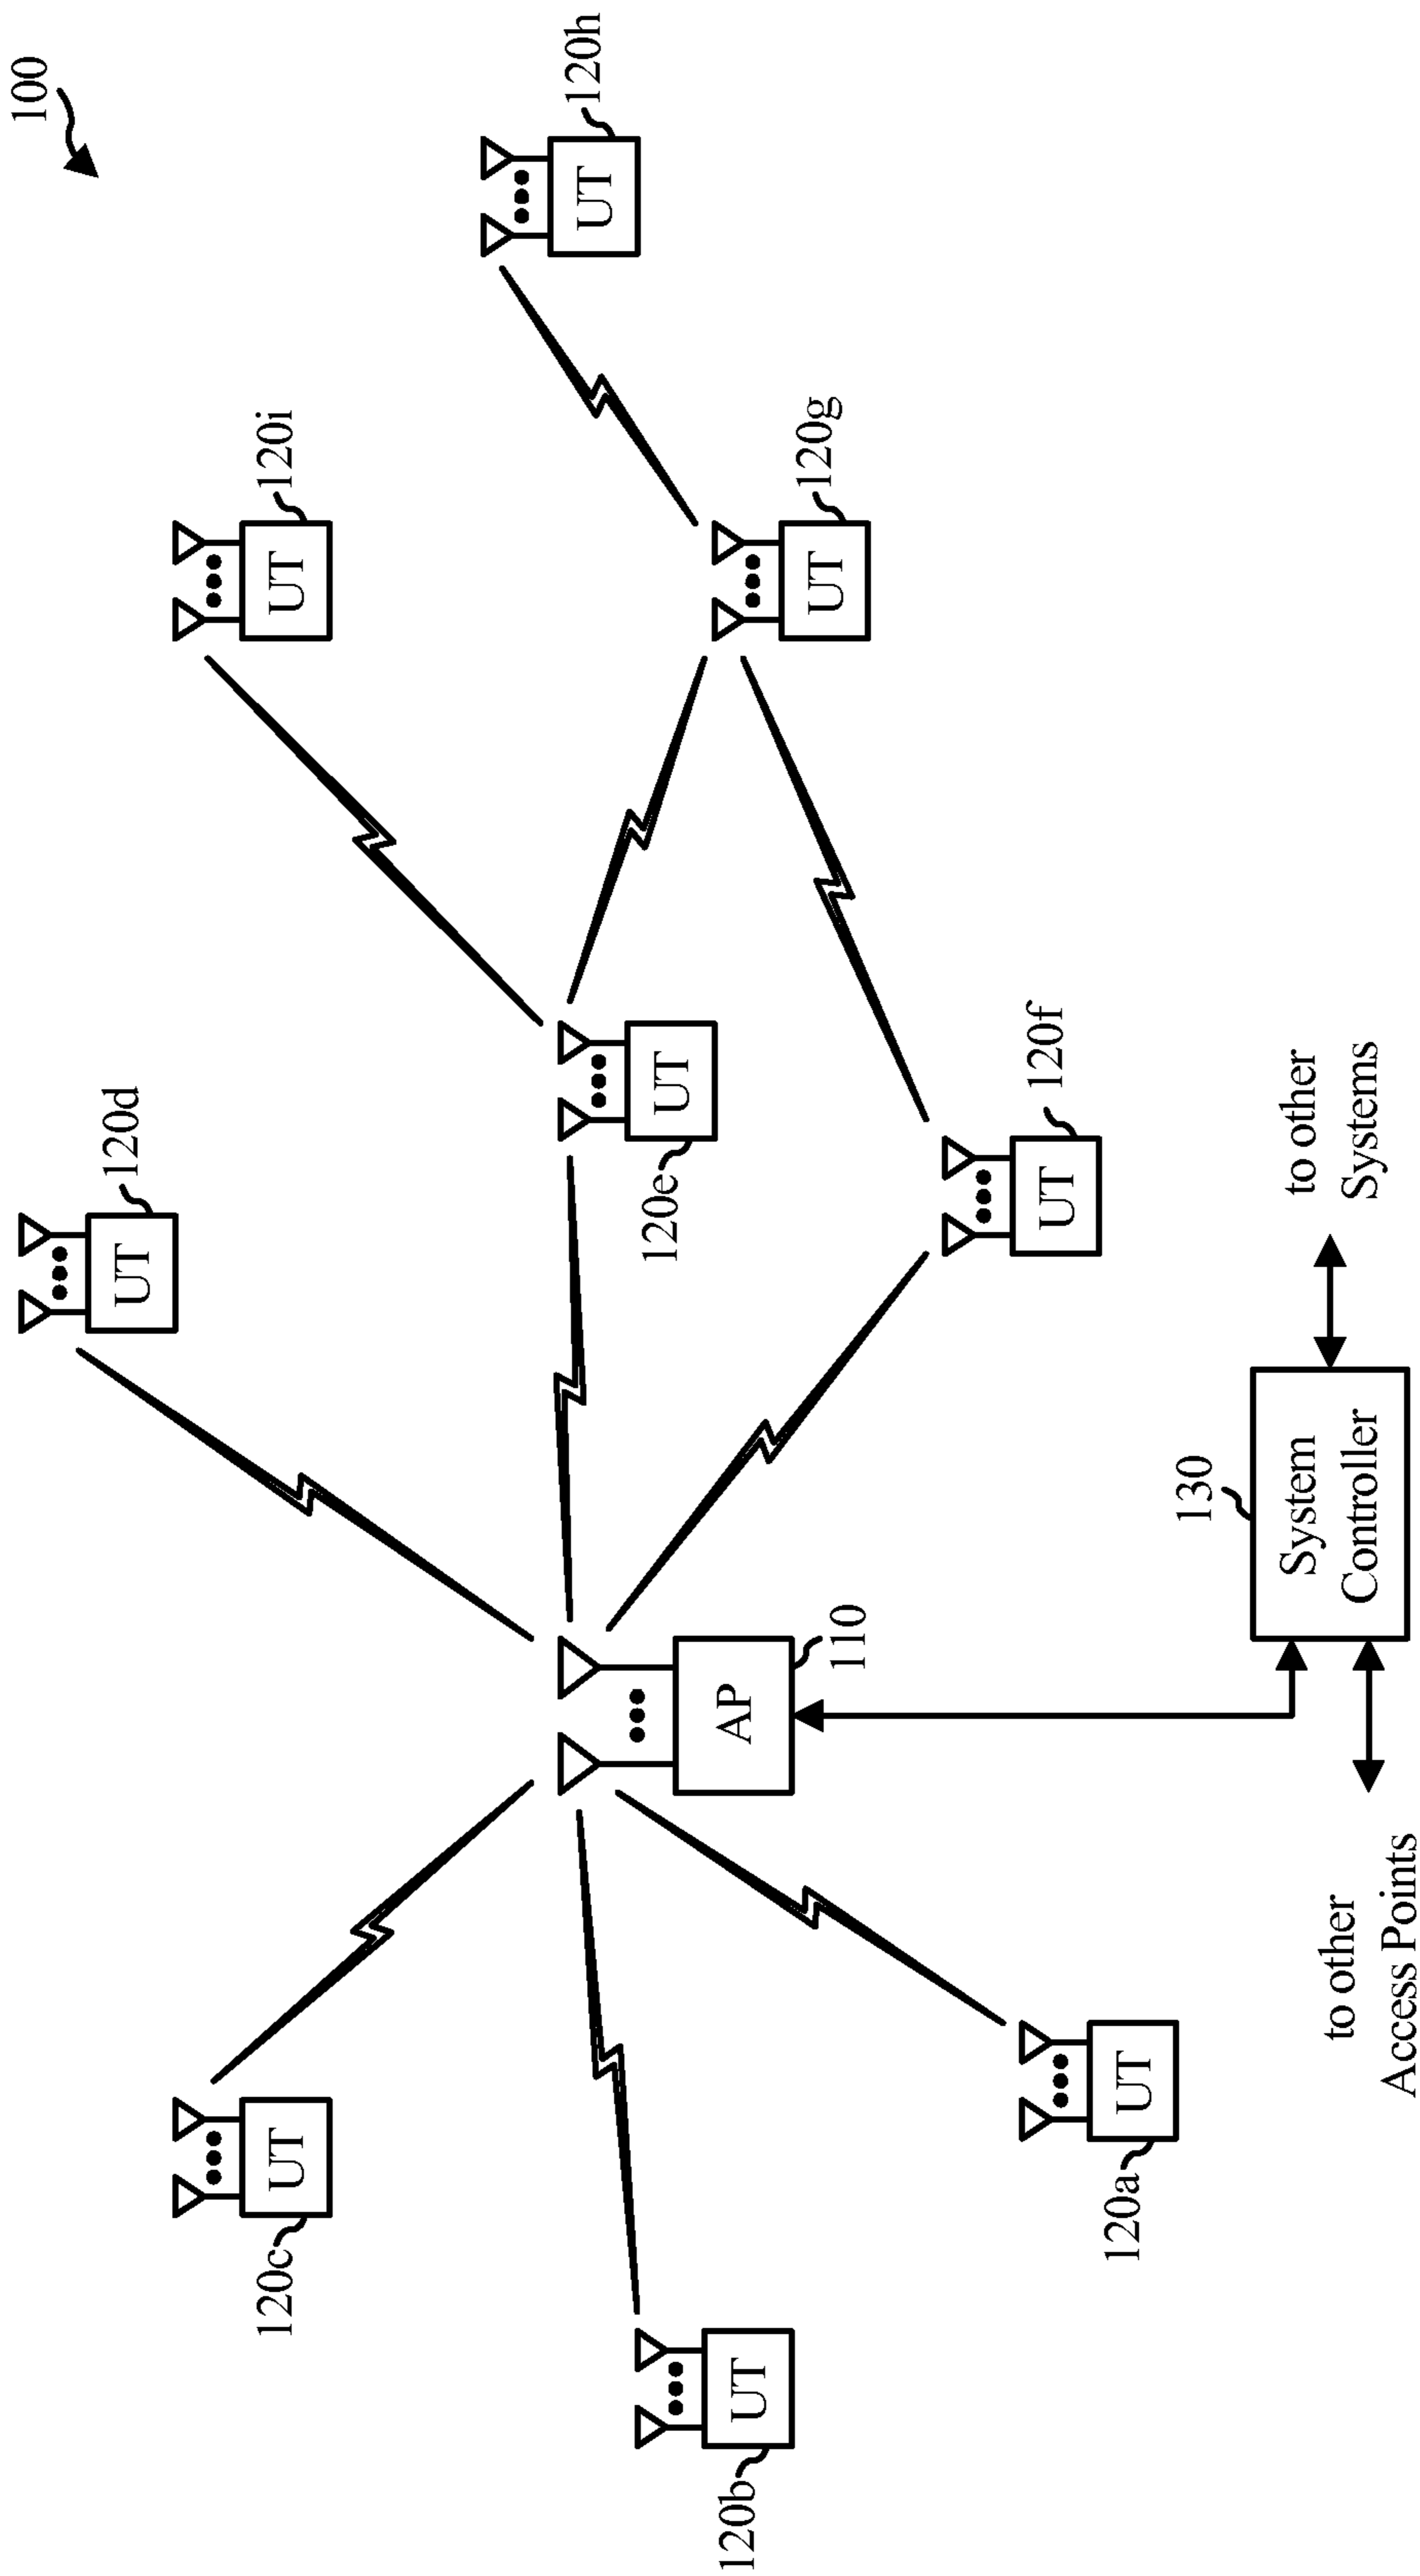 100
120d
UT
120c
UT
120i
UT
120h
UT
120e
UT
120b
UT
AP
110
120g
UT
120f
UT
120a
UT
130
System
Controller
to other
Systems
to other
Access Points